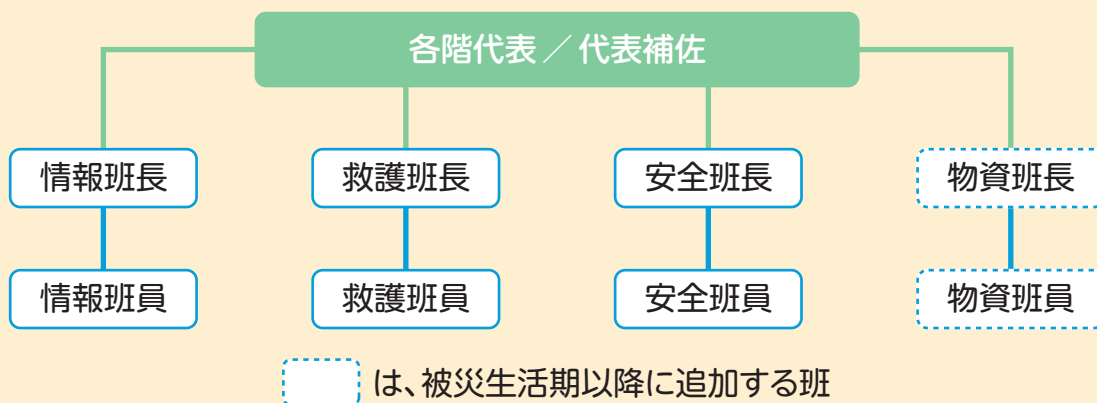 各階代表／代表補佐
情報班長
救護班長
安全班長
物資班長
情報班員
救護班員
安全班員
物資班員
は、被災生活期以降に追加する班